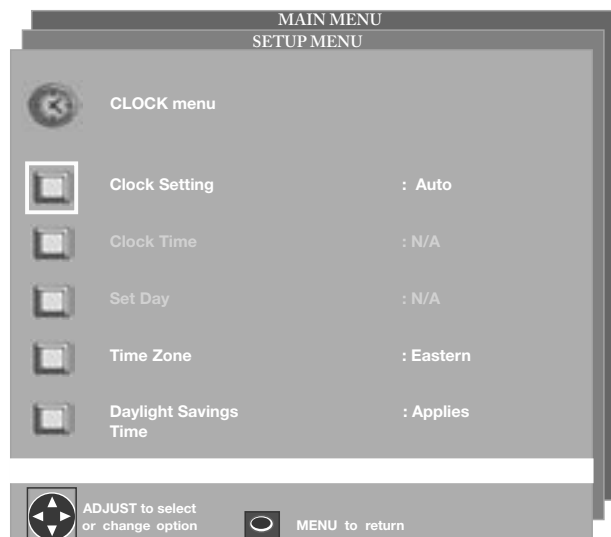 MAIN MENU
SETUP MENU
CLOCK menu
Clock Setting : Auto
Clock Time : N/A
Set Day : N/A
Time Zone : Eastern
Daylight Savings : Applies
Time
ADJUST to select
or change option MENU to return